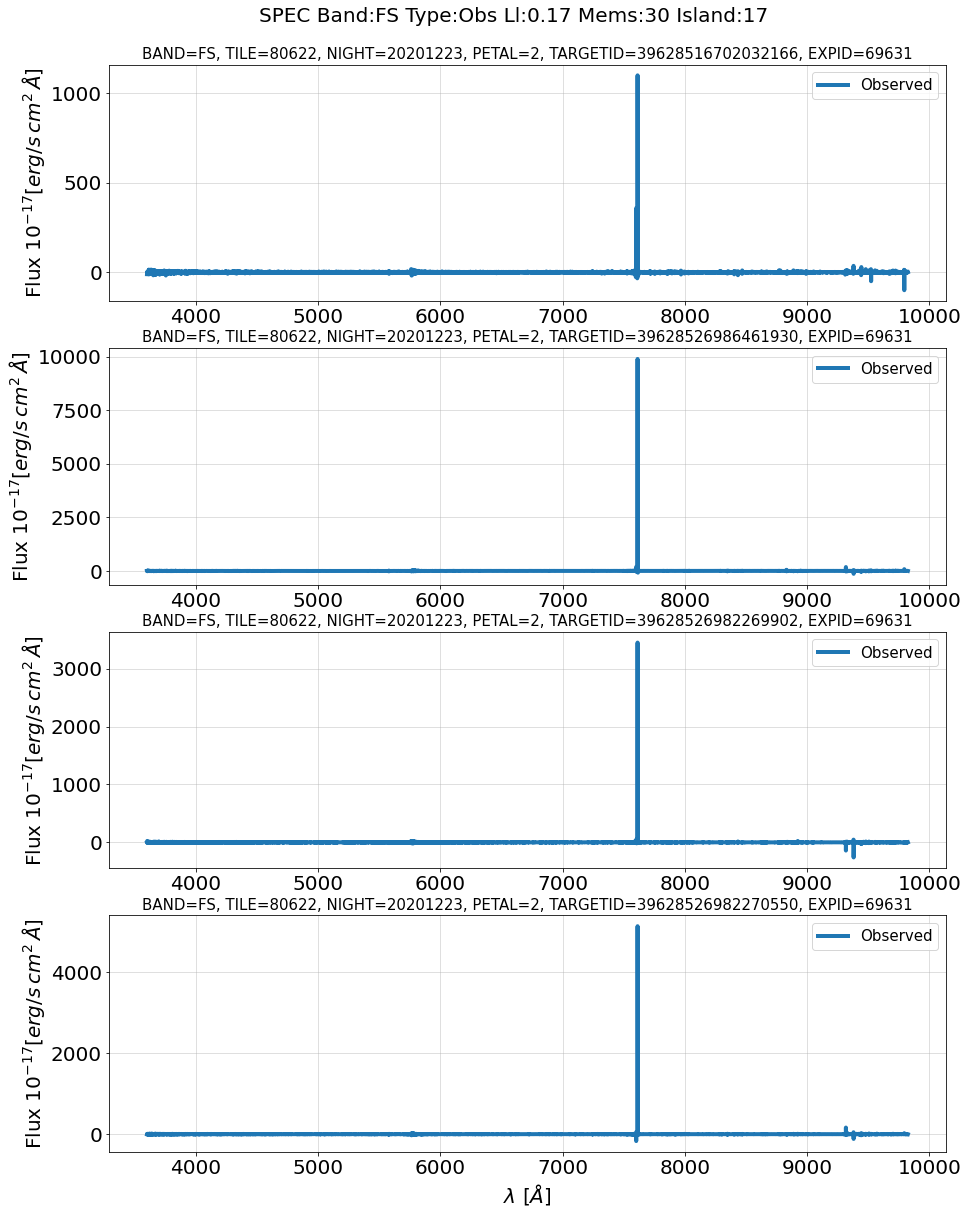 SPEC Band:FS Type:Obs Ll:0.17 Mems:30 Island:17
BAND=FS, TILE=80622, NIGHT=20201223, PETAL=2, TARGETID=39628516702032166, EXPID=69631
Flux 10⁻¹⁷[erg/s cm² Å]
1000
500
0
Observed
4000 5000 6000 7000 8000 9000 10000
BAND=FS, TILE=80622, NIGHT=20201223, PETAL=2, TARGETID=39628526986461930, EXPID=69631
Flux 10⁻¹⁷[erg/s cm² Å]
10000
7500
5000
2500
0
Observed
4000 5000 6000 7000 8000 9000 10000
BAND=FS, TILE=80622, NIGHT=20201223, PETAL=2, TARGETID=39628526982269902, EXPID=69631
Flux 10⁻¹⁷[erg/s cm² Å]
3000
2000
1000
0
Observed
4000 5000 6000 7000 8000 9000 10000
BAND=FS, TILE=80622, NIGHT=20201223, PETAL=2, TARGETID=39628526982270550, EXPID=69631
Flux 10⁻¹⁷[erg/s cm² Å]
4000
2000
0
Observed
4000 5000 6000 7000 8000 9000 10000
λ [Å]